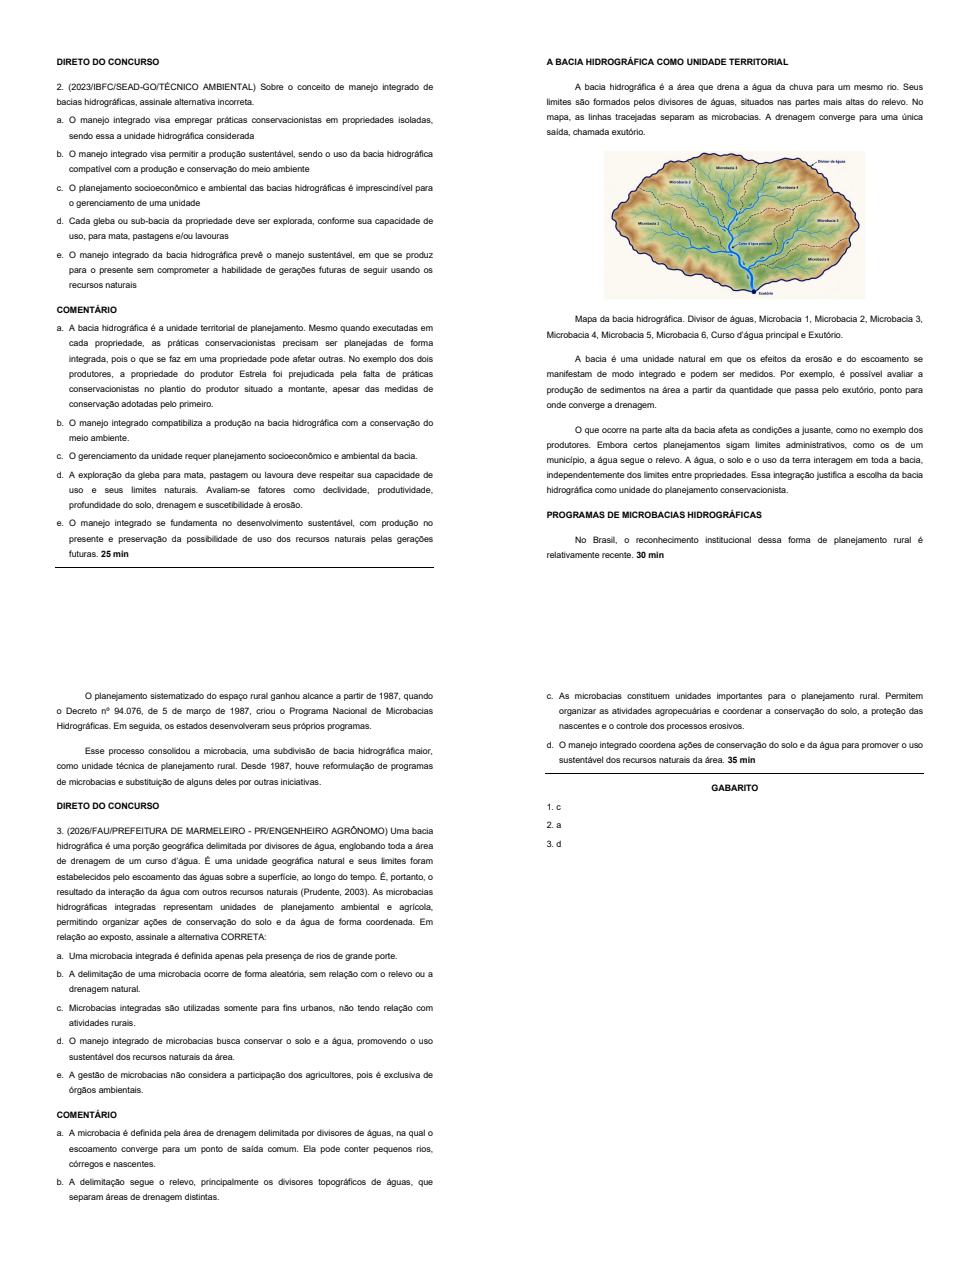 DIRETO DO CONCURSO
2. (2023/IBFC/SEAD-GO/TÉCNICO AMBIENTAL) Sobre o conceito de manejo integrado de
bacias hidrográficas, assinale alternativa incorreta.
a. O manejo integrado visa empregar práticas conservacionistas em propriedades isoladas,
sendo essa a unidade hidrográfica considerada
b. O manejo integrado visa permitir a produção sustentável, sendo o uso da bacia hidrográfica
compatível com a produção e conservação do meio ambiente
c. O planejamento socioeconômico e ambiental das bacias hidrográficas é imprescindível para
o gerenciamento de uma unidade
d. Cada gleba ou sub-bacia da propriedade deve ser explorada, conforme sua capacidade de
uso, para mata, pastagens e/ou lavouras
e. O manejo integrado da bacia hidrográfica prevê o manejo sustentável, em que se produz
para o presente sem comprometer a habilidade de gerações futuras de seguir usando os
recursos naturais
COMENTÁRIO
a. A bacia hidrográfica é a unidade territorial de planejamento. Mesmo quando executadas em
cada propriedade, as práticas conservacionistas precisam ser planejadas de forma
integrada, pois o que se faz em uma propriedade pode afetar outras. No exemplo dos dois
produtores, a propriedade do produtor Estrela foi prejudicada pela falta de práticas
conservacionistas no plantio do produtor situado a montante, apesar das medidas de
conservação adotadas pelo primeiro.
b. O manejo integrado compatibiliza a produção na bacia hidrográfica com a conservação do
meio ambiente.
c. O gerenciamento da unidade requer planejamento socioeconômico e ambiental da bacia.
d. A exploração da gleba para mata, pastagem ou lavoura deve respeitar sua capacidade de
uso e seus limites naturais. Avaliam-se fatores como declividade, produtividade,
profundidade do solo, drenagem e suscetibilidade à erosão.
e. O manejo integrado se fundamenta no desenvolvimento sustentável, com produção no
presente e preservação da possibilidade de uso dos recursos naturais pelas gerações
futuras. 25 min
A BACIA HIDROGRÁFICA COMO UNIDADE TERRITORIAL
A bacia hidrográfica é a área que drena a água da chuva para um mesmo rio. Seus
limites são formados pelos divisores de águas, situados nas partes mais altas do relevo. No
mapa, as linhas tracejadas separam as microbacias. A drenagem converge para uma única
saída, chamada exutório.
Divisor de águas
Microbacia 3
Microbacia 2
Microbacia 4
Microbacia 1
Microbacia 5
Curso d'água principal
Microbacia 6
Exutório
Mapa da bacia hidrográfica. Divisor de águas, Microbacia 1, Microbacia 2, Microbacia 3,
Microbacia 4, Microbacia 5, Microbacia 6, Curso d'água principal e Exutório.
A bacia é uma unidade natural em que os efeitos da erosão e do escoamento se
manifestam de modo integrado e podem ser medidos. Por exemplo, é possível avaliar a
produção de sedimentos na área a partir da quantidade que passa pelo exutório, ponto para
onde converge a drenagem.
O que ocorre na parte alta da bacia afeta as condições a jusante, como no exemplo dos
produtores. Embora certos planejamentos sigam limites administrativos, como os de um
município, a água segue o relevo. A água, o solo e o uso da terra interagem em toda a bacia,
independentemente dos limites entre propriedades. Essa integração justifica a escolha da bacia
hidrográfica como unidade do planejamento conservacionista.
PROGRAMAS DE MICROBACIAS HIDROGRÁFICAS
No Brasil, o reconhecimento institucional dessa forma de planejamento rural é
relativamente recente. 30 min
O planejamento sistematizado do espaço rural ganhou alcance a partir de 1987, quando
o Decreto nº 94.076, de 5 de março de 1987, criou o Programa Nacional de Microbacias
Hidrográficas. Em seguida, os estados desenvolveram seus próprios programas.
Esse processo consolidou a microbacia, uma subdivisão de bacia hidrográfica maior,
como unidade técnica de planejamento rural. Desde 1987, houve reformulação de programas
de microbacias e substituição de alguns deles por outras iniciativas.
DIRETO DO CONCURSO
3. (2026/FAU/PREFEITURA DE MARMELEIRO - PR/ENGENHEIRO AGRÔNOMO) Uma bacia
hidrográfica é uma porção geográfica delimitada por divisores de água, englobando toda a área
de drenagem de um curso d'água. É uma unidade geográfica natural e seus limites foram
estabelecidos pelo escoamento das águas sobre a superfície, ao longo do tempo. É, portanto, o
resultado da interação da água com outros recursos naturais (Prudente, 2003). As microbacias
hidrográficas integradas representam unidades de planejamento ambiental e agrícola,
permitindo organizar ações de conservação do solo e da água de forma coordenada. Em
relação ao exposto, assinale a alternativa CORRETA:
a. Uma microbacia integrada é definida apenas pela presença de rios de grande porte.
b. A delimitação de uma microbacia ocorre de forma aleatória, sem relação com o relevo ou a
drenagem natural.
c. Microbacias integradas são utilizadas somente para fins urbanos, não tendo relação com
atividades rurais.
d. O manejo integrado de microbacias busca conservar o solo e a água, promovendo o uso
sustentável dos recursos naturais da área.
e. A gestão de microbacias não considera a participação dos agricultores, pois é exclusiva de
órgãos ambientais.
COMENTÁRIO
a. A microbacia é definida pela área de drenagem delimitada por divisores de águas, na qual o
escoamento converge para um ponto de saída comum. Ela pode conter pequenos rios,
córregos e nascentes.
b. A delimitação segue o relevo, principalmente os divisores topográficos de águas, que
separam áreas de drenagem distintas.
c. As microbacias constituem unidades importantes para o planejamento rural. Permitem
organizar as atividades agropecuárias e coordenar a conservação do solo, a proteção das
nascentes e o controle dos processos erosivos.
d. O manejo integrado coordena ações de conservação do solo e da água para promover o uso
sustentável dos recursos naturais da área. 35 min
GABARITO
1. c
2. a
3. d